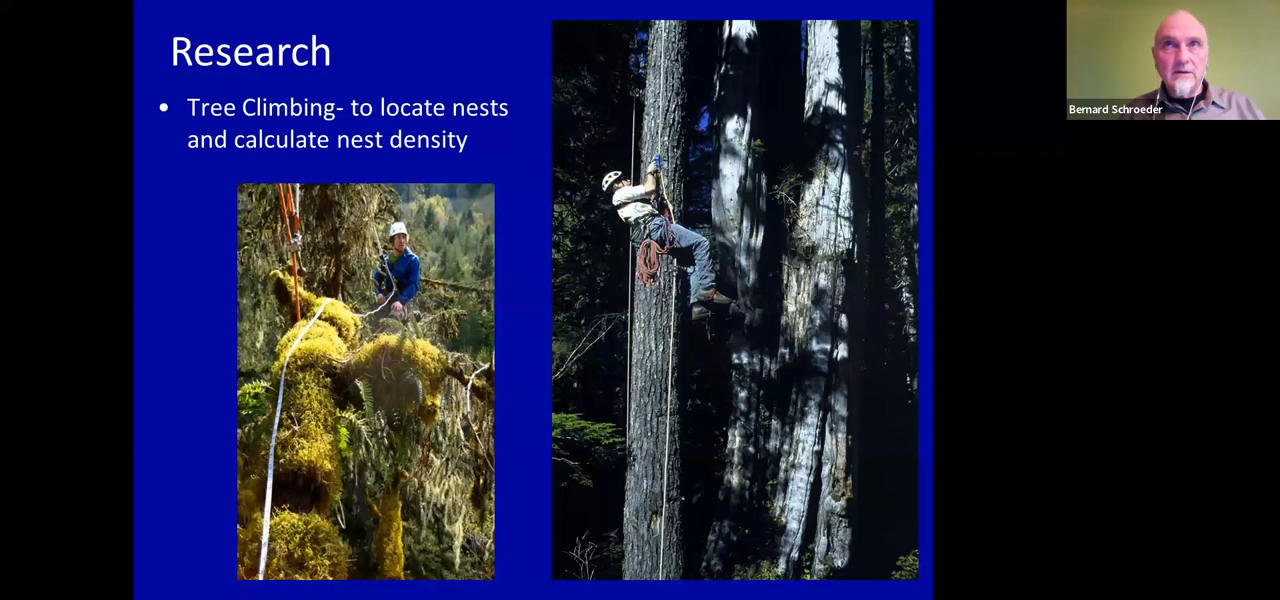 Research
• Tree Climbing- to locate nests
and calculate nest density
Bernard Schroeder